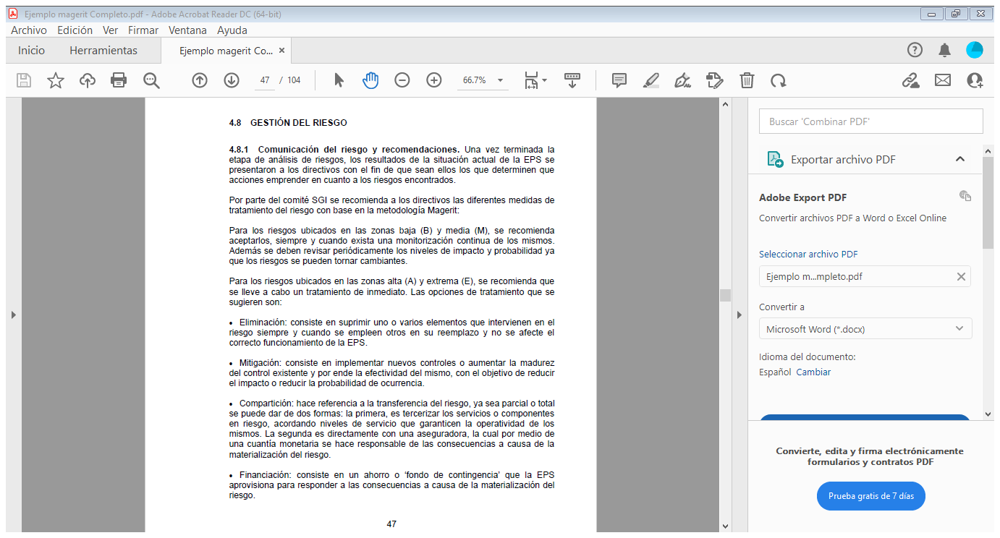 Ejemplo magerit Completo.pdf - Adobe Acrobat Reader DC (64-bit)
Archivo Edición Ver Firmar Ventana Ayuda
Inicio Herramientas Ejemplo magerit Co... ×
47 / 104 66.7%
4.8 GESTIÓN DEL RIESGO
4.8.1 Comunicación del riesgo y recomendaciones. Una vez terminada la
etapa de análisis de riesgos, los resultados de la situación actual de la EPS se
presentaron a los directivos con el fin de que sean ellos los que determinen que
acciones emprender en cuanto a los riesgos encontrados.
Por parte del comité SGI se recomienda a los directivos las diferentes medidas de
tratamiento del riesgo con base en la metodología Magerit:
Para los riesgos ubicados en las zonas baja (B) y media (M), se recomienda
aceptarlos, siempre y cuando exista una monitorización continua de los mismos.
Además se deben revisar periódicamente los niveles de impacto y probabilidad ya
que los riesgos se pueden tornar cambiantes.
Para los riesgos ubicados en las zonas alta (A) y extrema (E), se recomienda que
se lleve a cabo un tratamiento de inmediato. Las opciones de tratamiento que se
sugieren son:
• Eliminación: consiste en suprimir uno o varios elementos que intervienen en el
riesgo siempre y cuando se empleen otros en su reemplazo y no se afecte el
correcto funcionamiento de la EPS.
• Mitigación: consiste en implementar nuevos controles o aumentar la madurez
del control existente y por ende la efectividad del mismo, con el objetivo de reducir
el impacto o reducir la probabilidad de ocurrencia.
• Compartición: hace referencia a la transferencia del riesgo, ya sea parcial o total
se puede dar de dos formas: la primera, es tercerizar los servicios o componentes
en riesgo, acordando niveles de servicio que garanticen la operatividad de los
mismos. La segunda es directamente con una aseguradora, la cual por medio de
una cuantía monetaria se hace responsable de las consecuencias a causa de la
materialización del riesgo.
• Financiación: consiste en un ahorro o 'fondo de contingencia' que la EPS
aprovisiona para responder a las consecuencias a causa de la materialización del
riesgo.
47
Buscar 'Combinar PDF'
Exportar archivo PDF
Adobe Export PDF
Convertir archivos PDF a Word o Excel Online
Seleccionar archivo PDF
Ejemplo m...mpleto.pdf
Convertir a
Microsoft Word (*.docx)
Idioma del documento:
Español Cambiar
Convierte, edita y firma electrónicamente
formularios y contratos PDF
Prueba gratis de 7 días